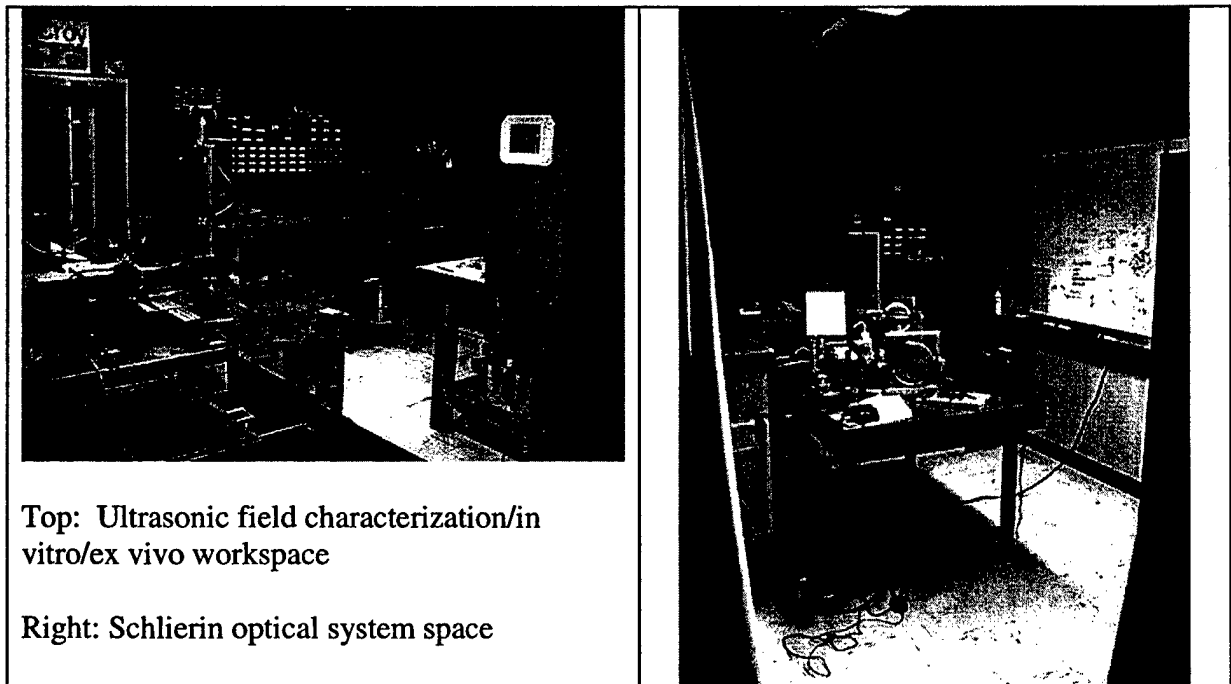 Top: Ultrasonic field characterization/in
vitro/ex vivo workspace
Right: Schlierin optical system space